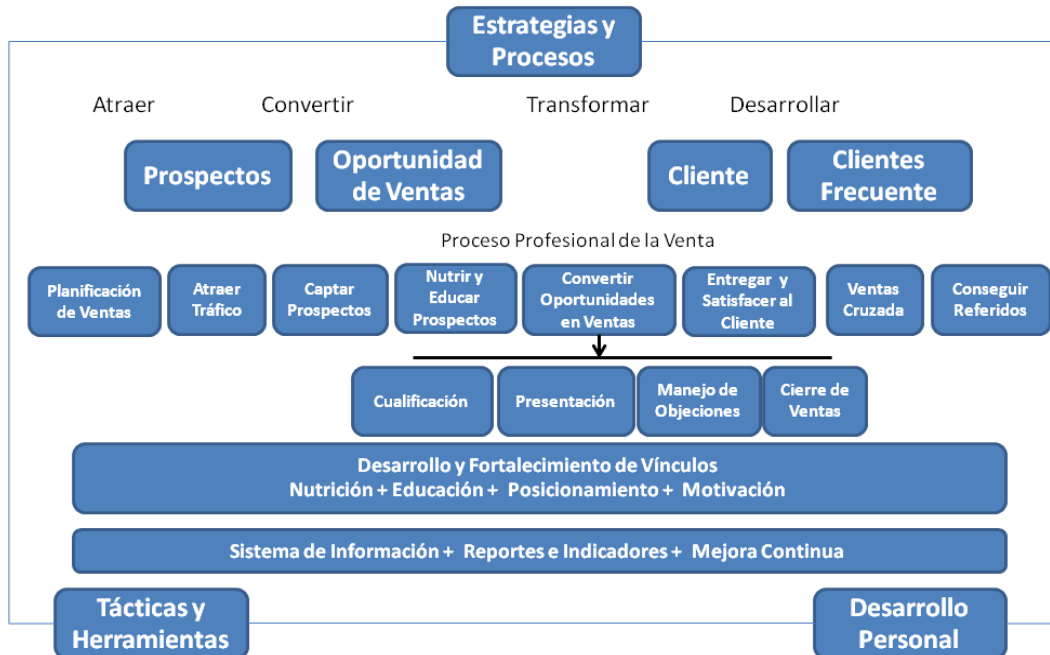 Estrategias y
Procesos
Atraer
Convertir
Transformar
Desarrollar
Prospectos
Oportunidad
de Ventas
Cliente
Clientes
Frecuente
Proceso Profesional de la Venta
Planificación
de Ventas
Atraer
Tráfico
Captar
Prospectos
Nutrir y
Educar
Prospectos
Convertir
Oportunidades
en Ventas
Entregar y
Satisfacer al
Cliente
Ventas
Cruzada
Conseguir
Referidos
Cualificación
Presentación
Manejo de
Objeciones
Cierre de
Ventas
Desarrollo y Fortalecimiento de Vínculos
Nutrición + Educación + Posicionamiento + Motivación
Sistema de Información + Reportes e Indicadores + Mejora Continua
Tácticas y
Herramientas
Desarrollo
Personal